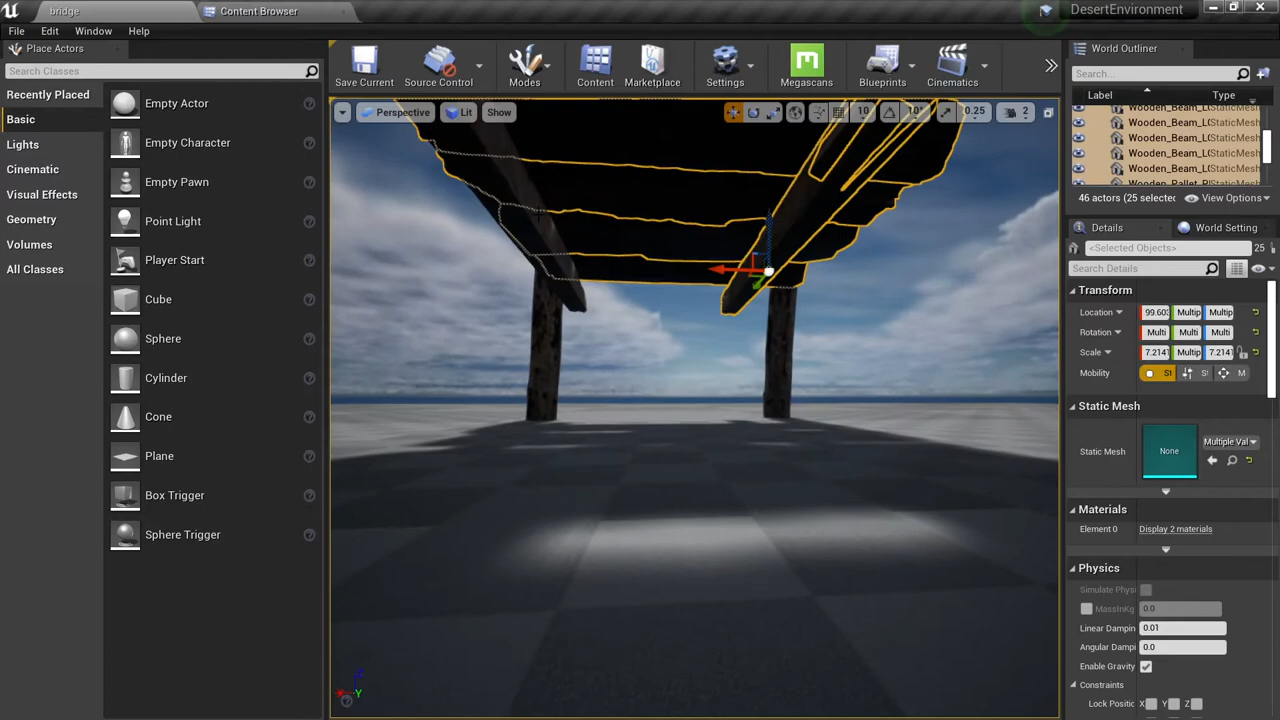 bridge
Content Browser
DesertEnvironment
File Edit Window Help
Place Actors
Search Classes
Recently Placed
Basic
Lights
Cinematic
Visual Effects
Geometry
Volumes
All Classes
Empty Actor
Empty Character
Empty Pawn
Point Light
Player Start
Cube
Sphere
Cylinder
Cone
Plane
Box Trigger
Sphere Trigger
Save Current
Source Control
Modes
Content
Marketplace
Settings
Megascans
Blueprints
Cinematics
Perspective Lit Show
10 10° 0.25 2
X Y
World Outliner
Search...
Label Type
Wooden_Beam_L( StaticMesh
Wooden_Beam_L( StaticMesh
Wooden_Beam_L( StaticMesh
Wooden_Beam_L( StaticMesh
Wooden_Beam_L( StaticMesh
46 actors (25 selected View Options
Details World Setting
<Selected Objects> 25
Search Details
Transform
Location 99.603 Multip Multip
Rotation Multi Multi Multi
Scale 7.2141 Multip 7.2141
Mobility St St M
Static Mesh
Static Mesh None Multiple Val
Materials
Element 0 Display 2 materials
Physics
Simulate Physi
MassInKg 0.0
Linear Dampin 0.01
Angular Dampi 0.0
Enable Gravity
Constraints
Lock Positio X Y Z